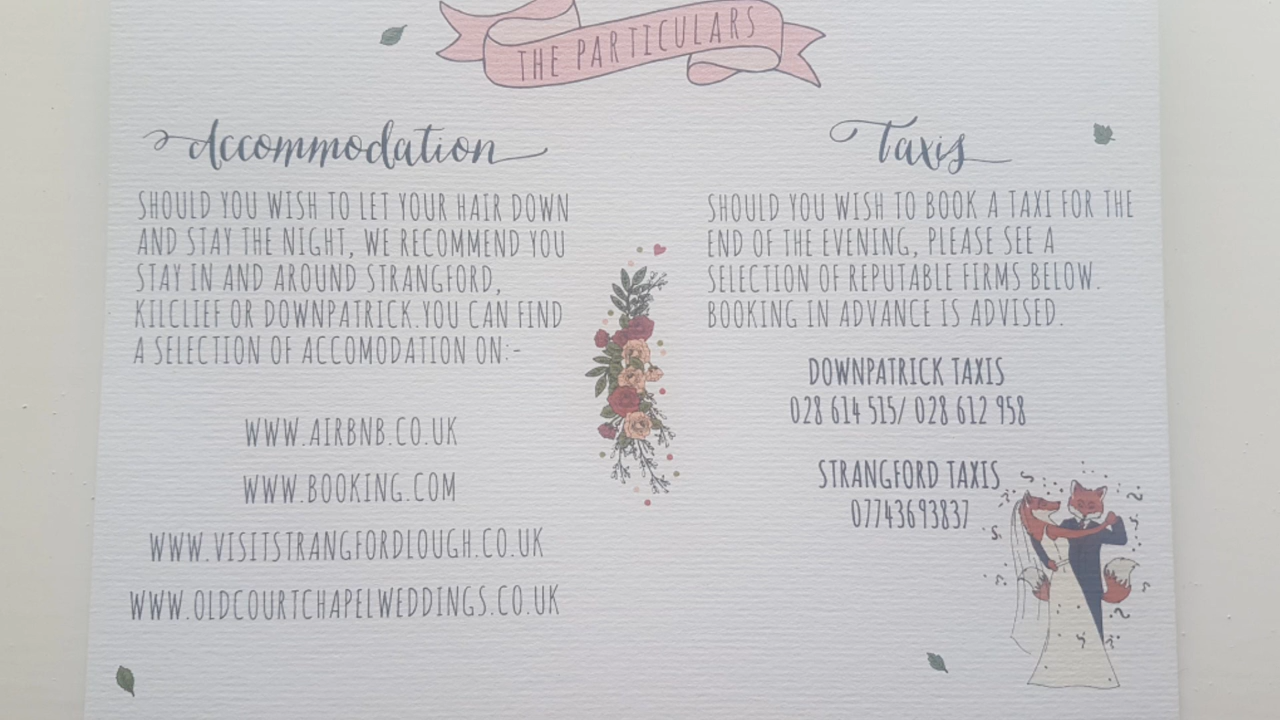 THE PARTICULARS
Accommodation
SHOULD YOU WISH TO LET YOUR HAIR DOWN
AND STAY THE NIGHT, WE RECOMMEND YOU
STAY IN AND AROUND STRANGFORD,
KILCLIEF OR DOWNPATRICK.YOU CAN FIND
A SELECTION OF ACCOMODATION ON:-
WWW.AIRBNB.CO.UK
WWW.BOOKING.COM
WWW.VISITSTRANGFORDLOUGH.CO.UK
WWW.OLDCOURTCHAPELWEDDINGS.CO.UK
Taxis
SHOULD YOU WISH TO BOOK A TAXI FOR THE
END OF THE EVENING, PLEASE SEE A
SELECTION OF REPUTABLE FIRMS BELOW.
BOOKING IN ADVANCE IS ADVISED.
DOWNPATRICK TAXIS
028 614 515/ 028 612 958
STRANGFORD TAXIS
07743693837